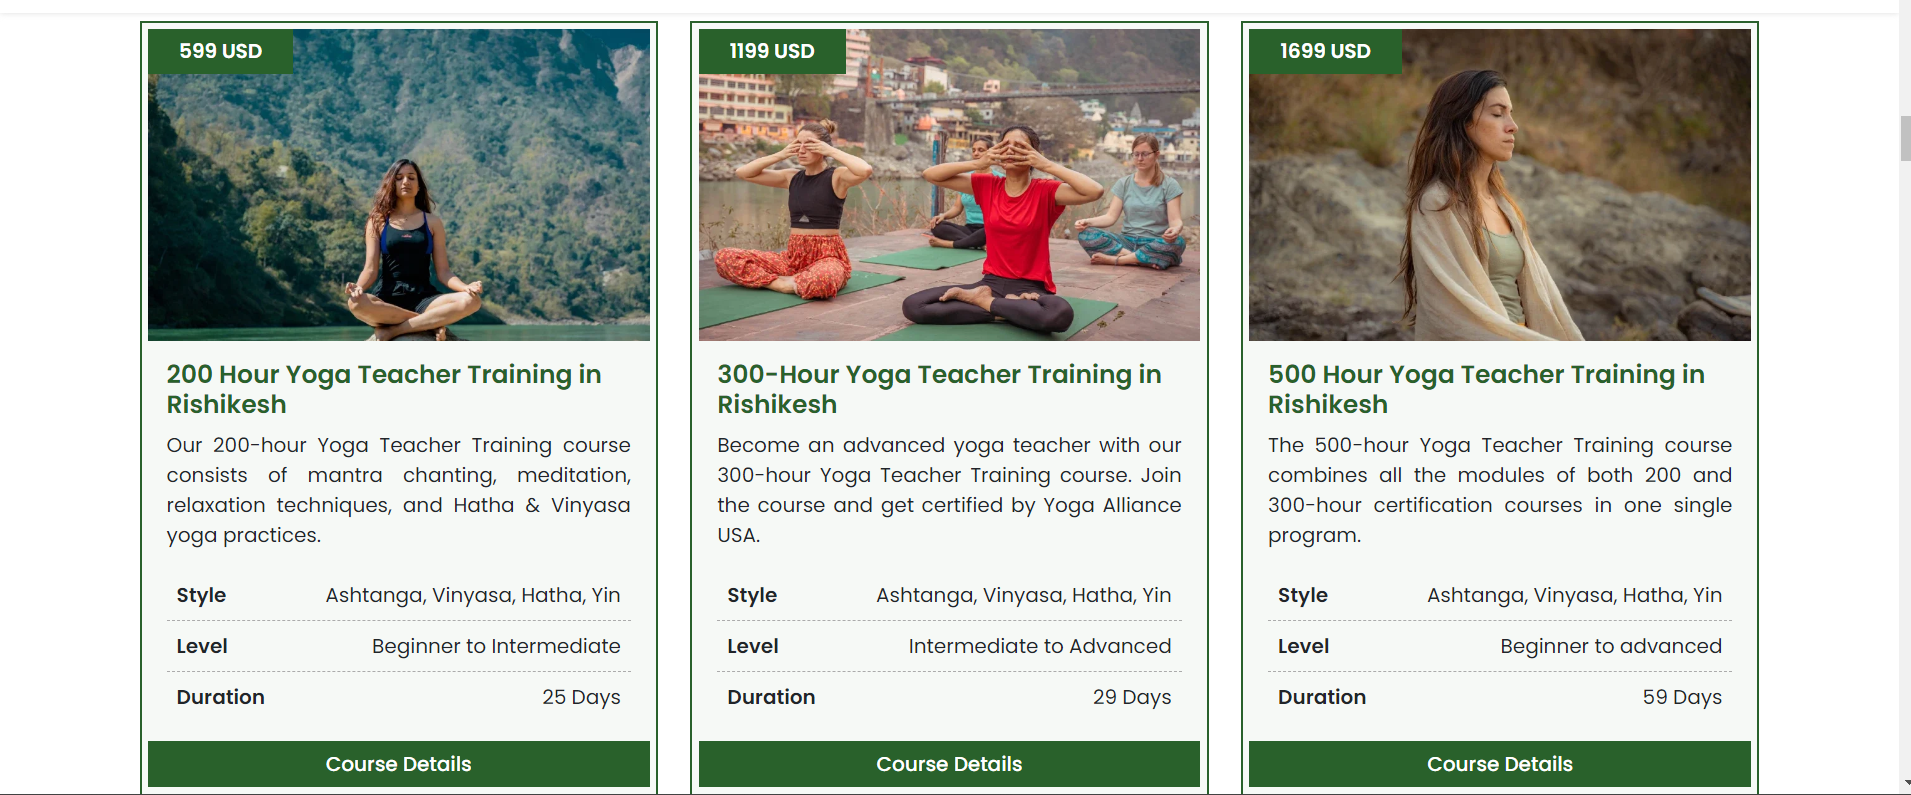 599 USD
200 Hour Yoga Teacher Training in
Rishikesh
Our 200-hour Yoga Teacher Training course
consists of mantra chanting, meditation,
relaxation techniques, and Hatha & Vinyasa
yoga practices.
Style Ashtanga, Vinyasa, Hatha, Yin
Level Beginner to Intermediate
Duration 25 Days
Course Details
1199 USD
300-Hour Yoga Teacher Training in
Rishikesh
Become an advanced yoga teacher with our
300-hour Yoga Teacher Training course. Join
the course and get certified by Yoga Alliance
USA.
Style Ashtanga, Vinyasa, Hatha, Yin
Level Intermediate to Advanced
Duration 29 Days
Course Details
1699 USD
500 Hour Yoga Teacher Training in
Rishikesh
The 500-hour Yoga Teacher Training course
combines all the modules of both 200 and
300-hour certification courses in one single
program.
Style Ashtanga, Vinyasa, Hatha, Yin
Level Beginner to advanced
Duration 59 Days
Course Details